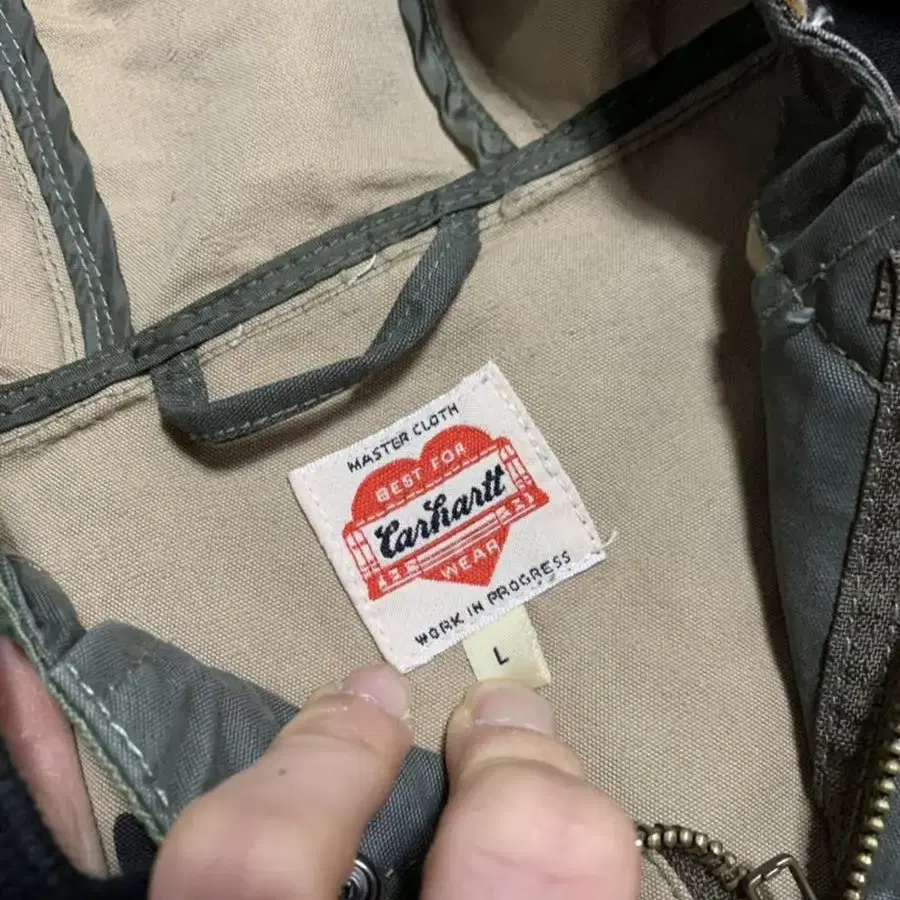 MASTER CLOTH
BEST FOR
Carhartt
WEAR
WORK IN PROGRESS
L